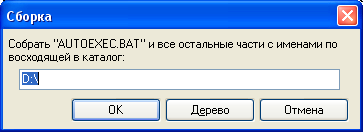 Сборка
Собрать "AUTOEXEC.BAT" и все остальные части с именами по
восходящей в каталог:
D:\
OK
Дерево
Отмена